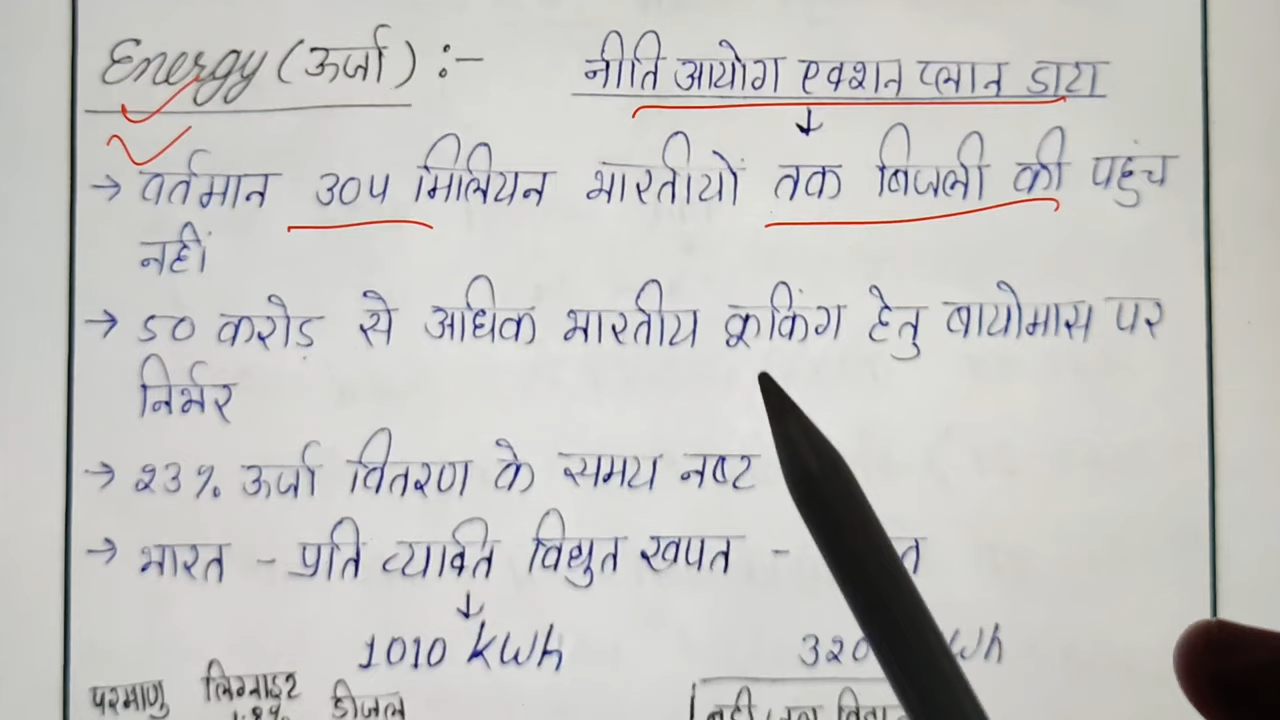 Energy (ऊर्जा) :-
नीति आयोग एक्शन प्लान डाटा
↓
→ वर्तमान 304 मिलियन भारतीयों तक बिजली की पहुंच
नहीं
→ 50 करोड़ से अधिक भारतीय कूकिंग हेतु बायोमास पर
निर्भर
→ 23% ऊर्जा वितरण के समय नष्ट
→ भारत - प्रति व्यक्ति विधुत खपत -
↓
1010 kWh
परमाणु लिग्नाइट डीजल